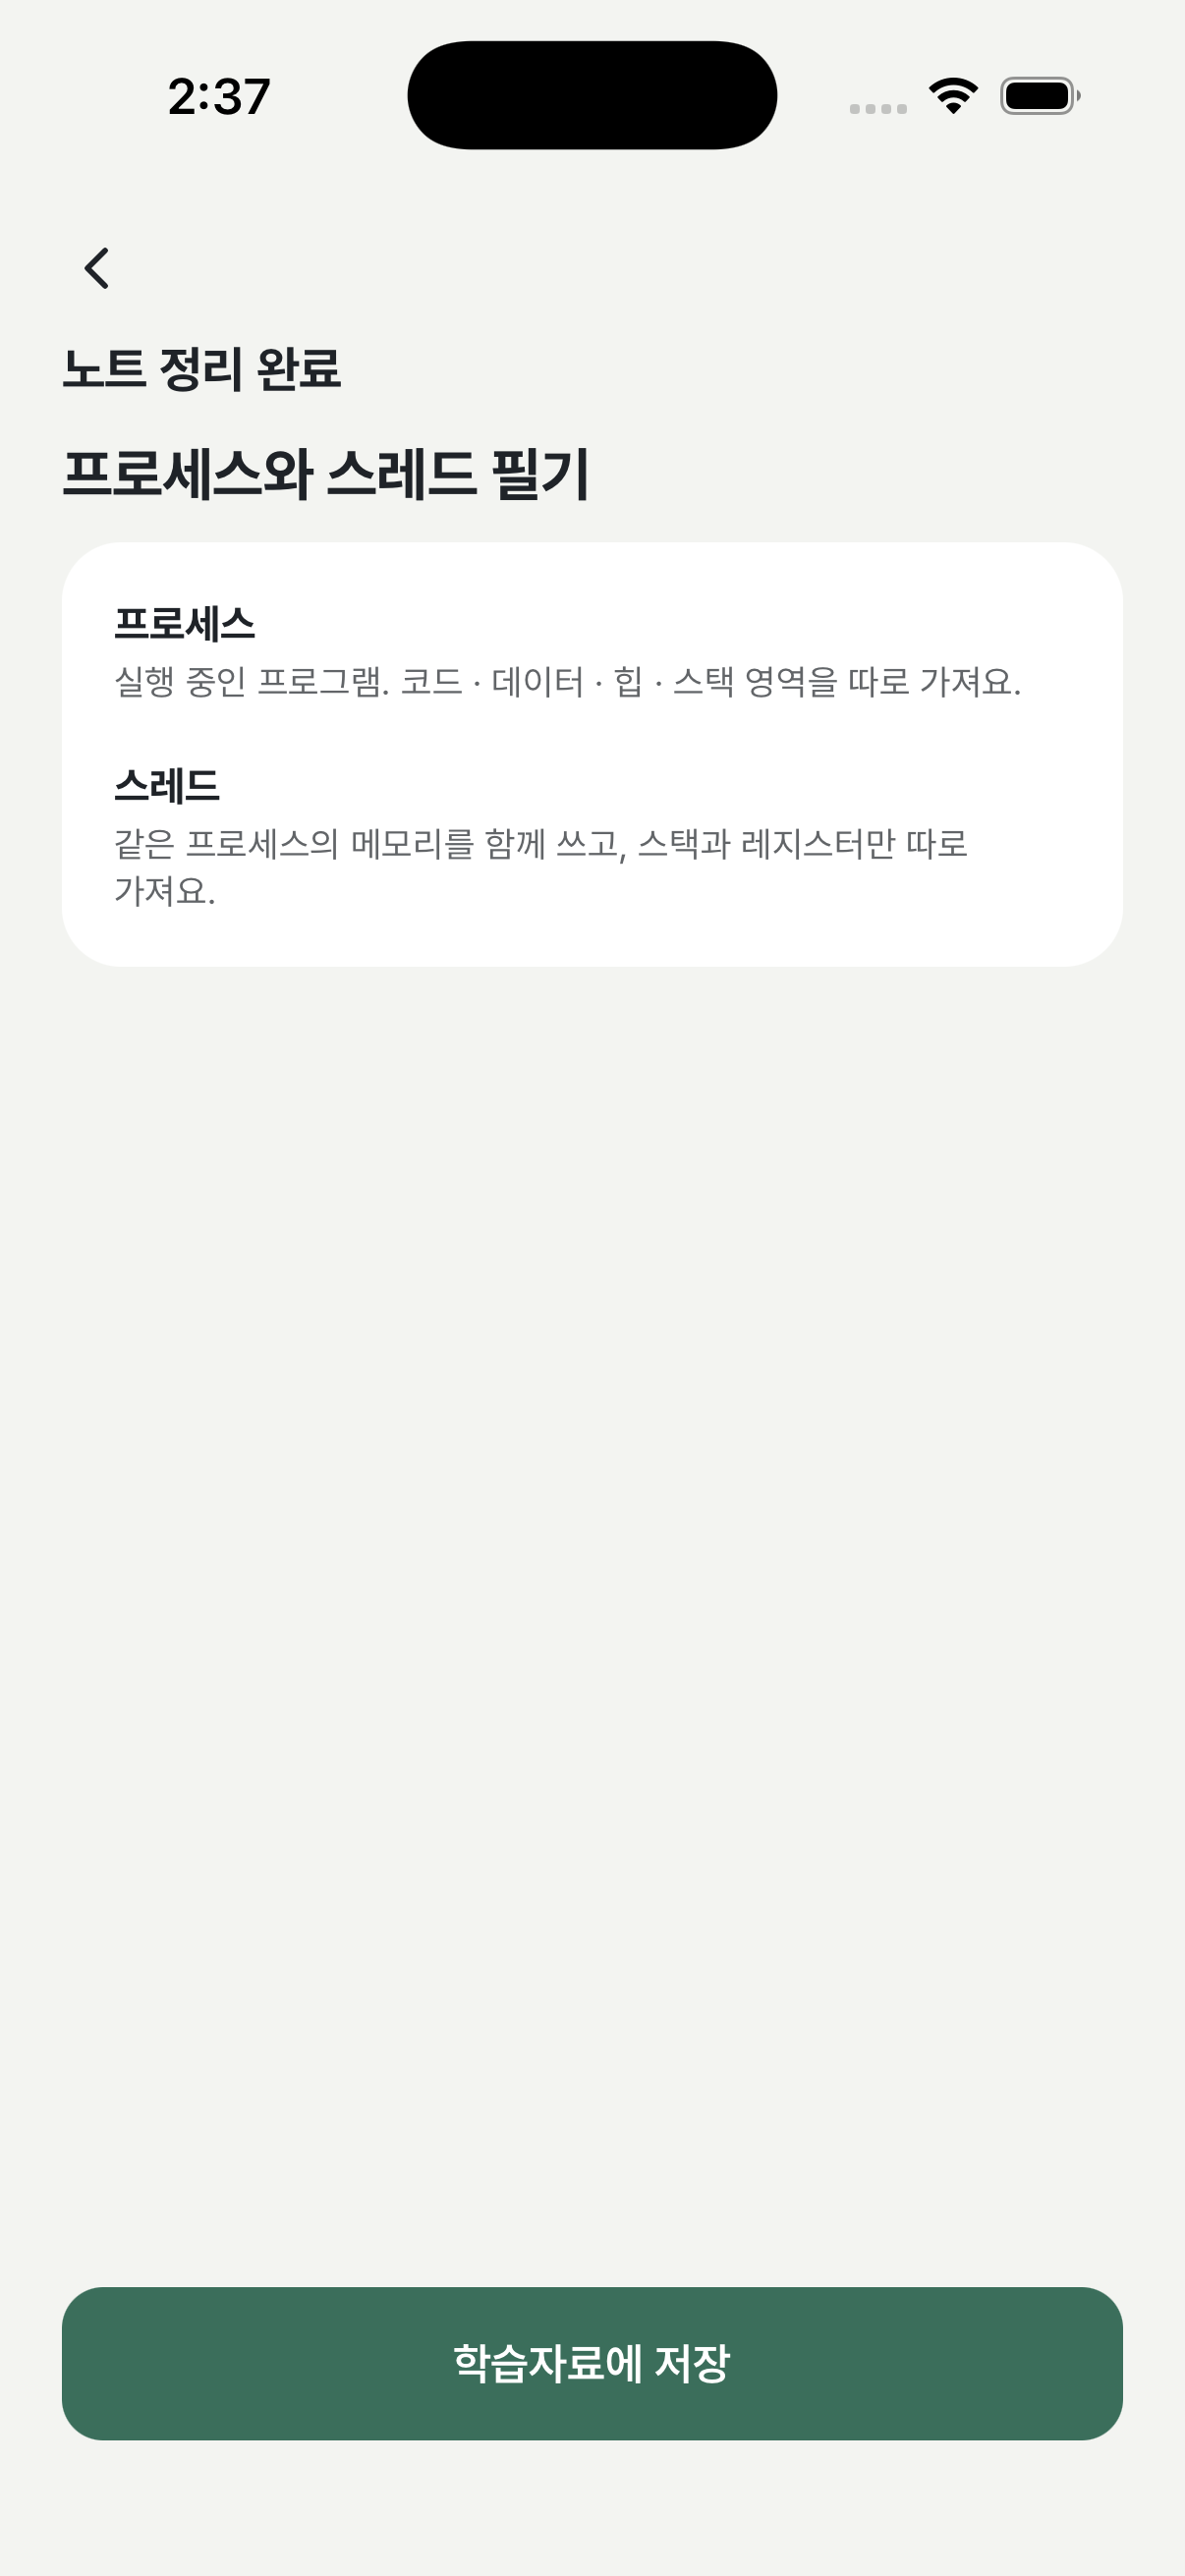 2:37
노트 정리 완료
프로세스와 스레드 필기
프로세스
실행 중인 프로그램. 코드 · 데이터 · 힙 · 스택 영역을 따로 가져요.
스레드
같은 프로세스의 메모리를 함께 쓰고, 스택과 레지스터만 따로
가져요.
학습자료에 저장